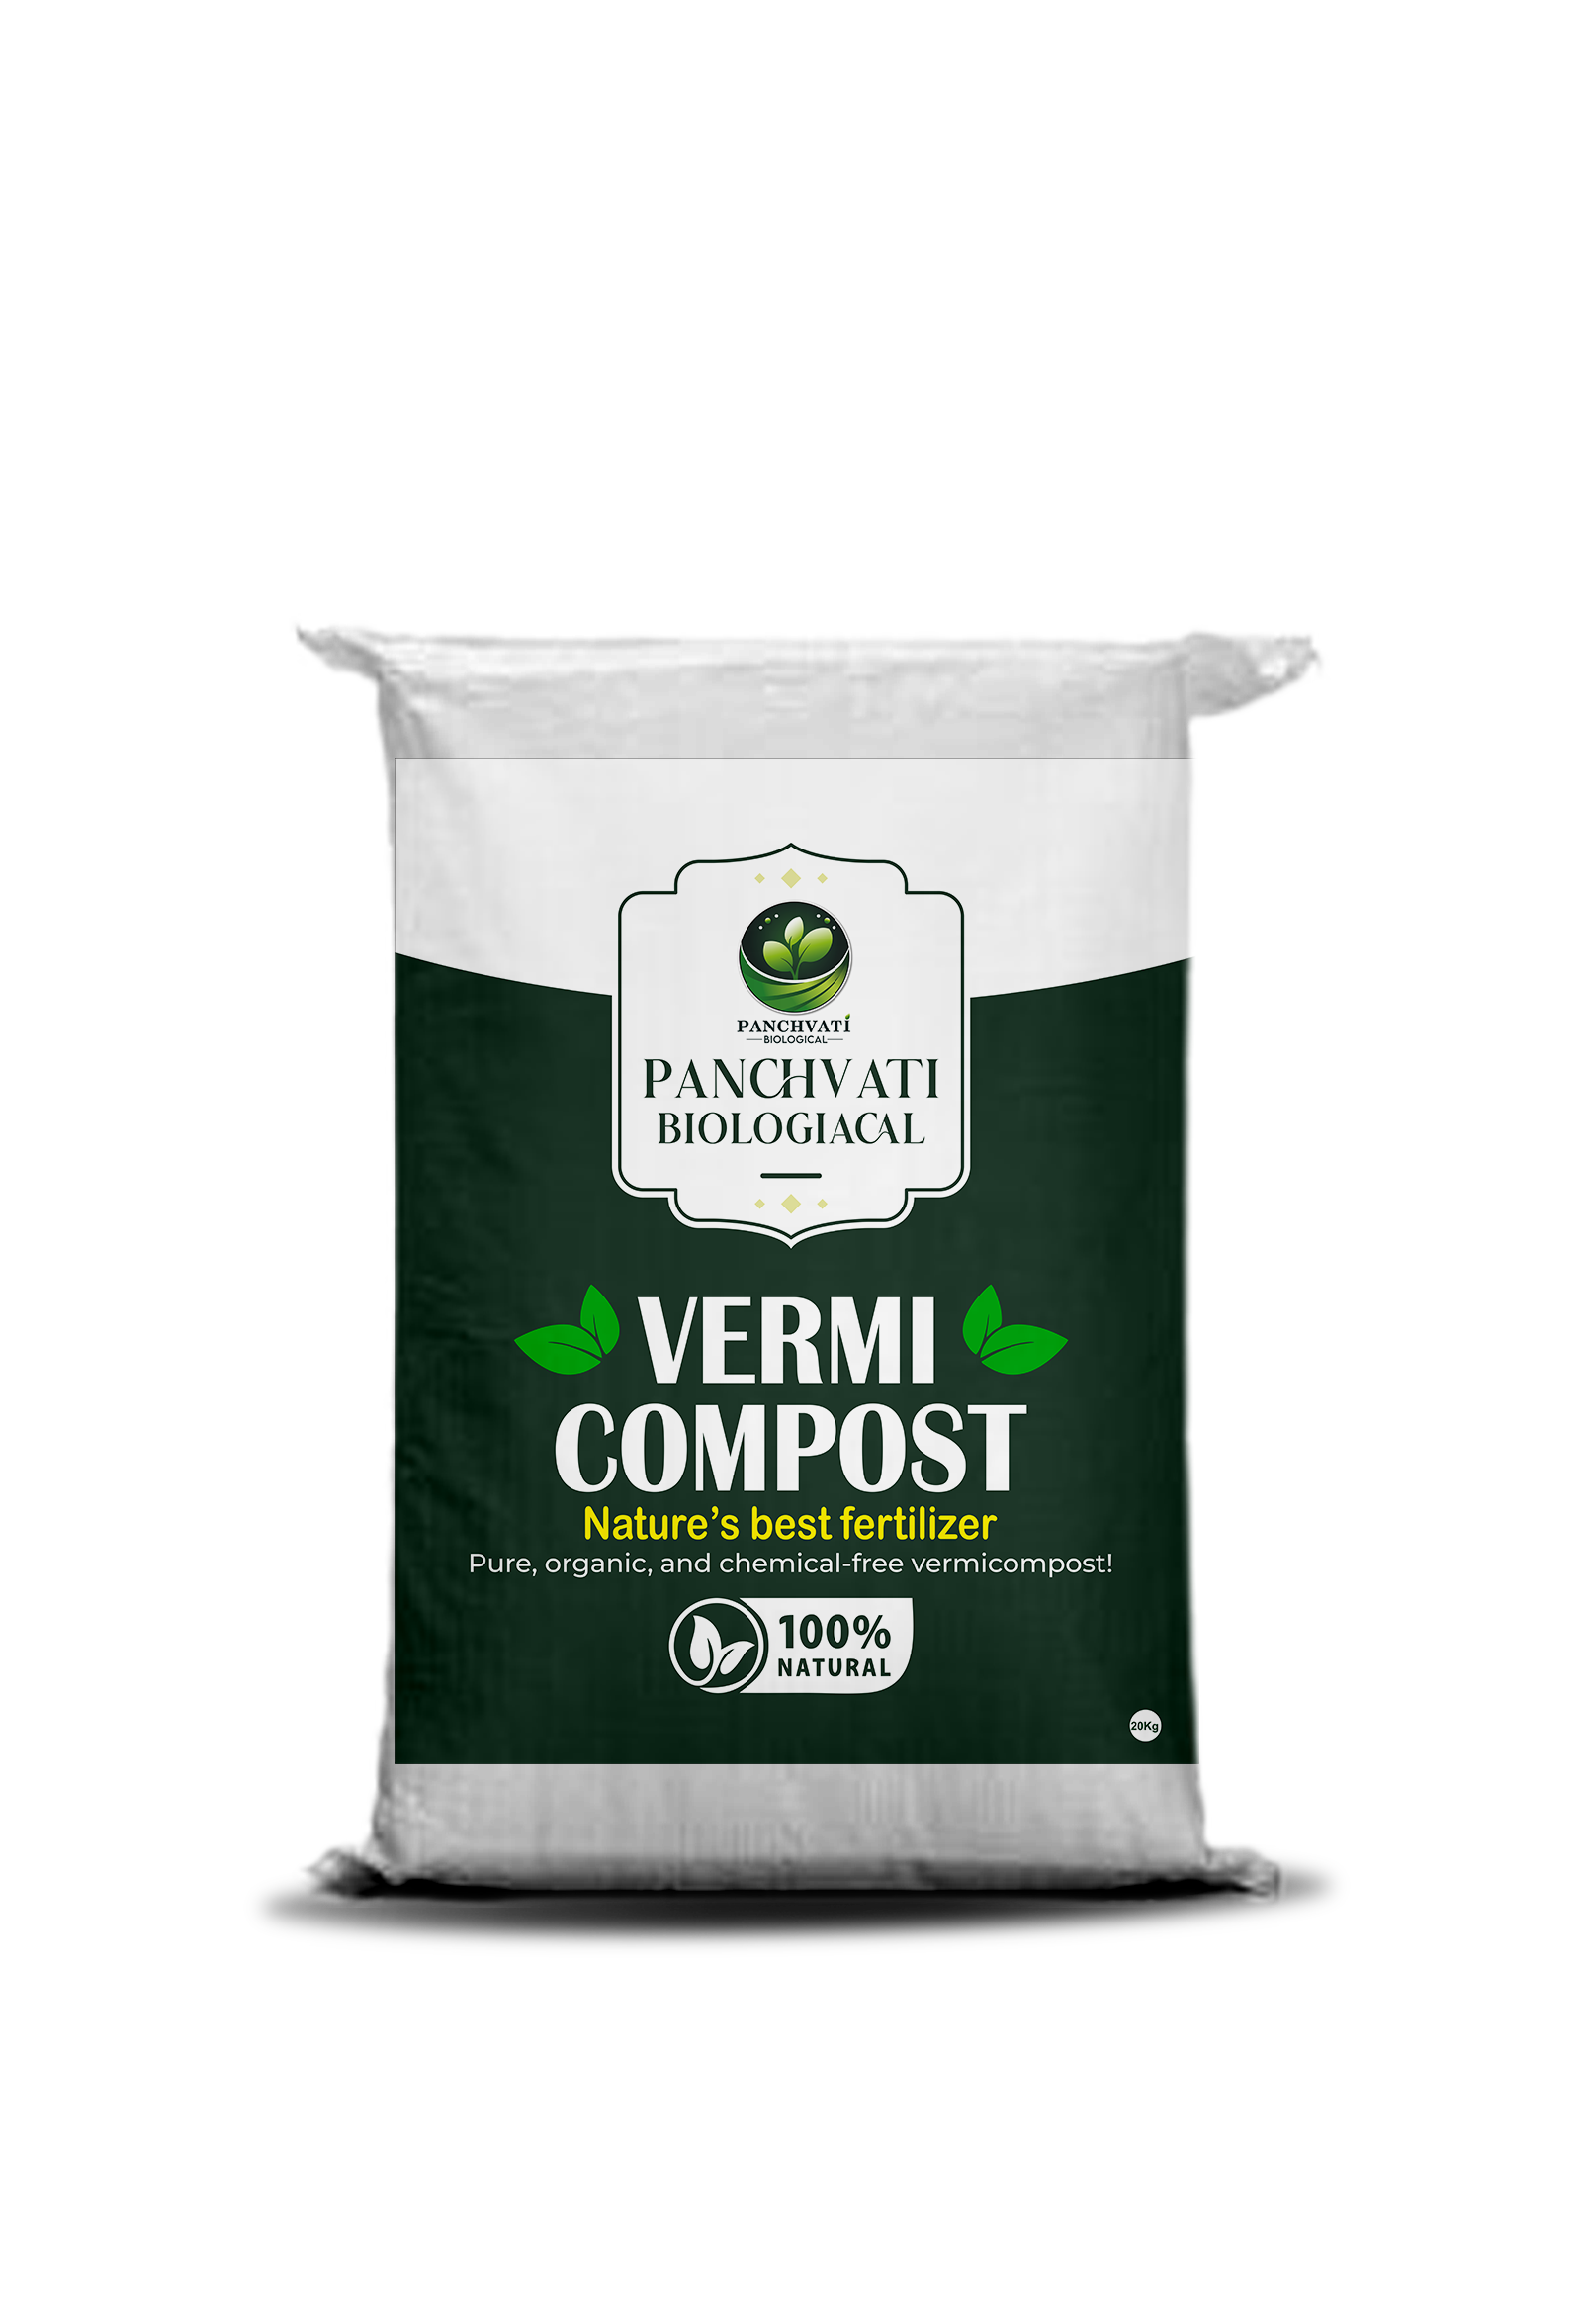 PANCHVATI
BIOLOGICAL
PANCHVATI
BIOLOGIACAL
VERMI
COMPOST
Nature's best fertilizer
Pure, organic, and chemical-free vermicompost!
100%
NATURAL
20Kg